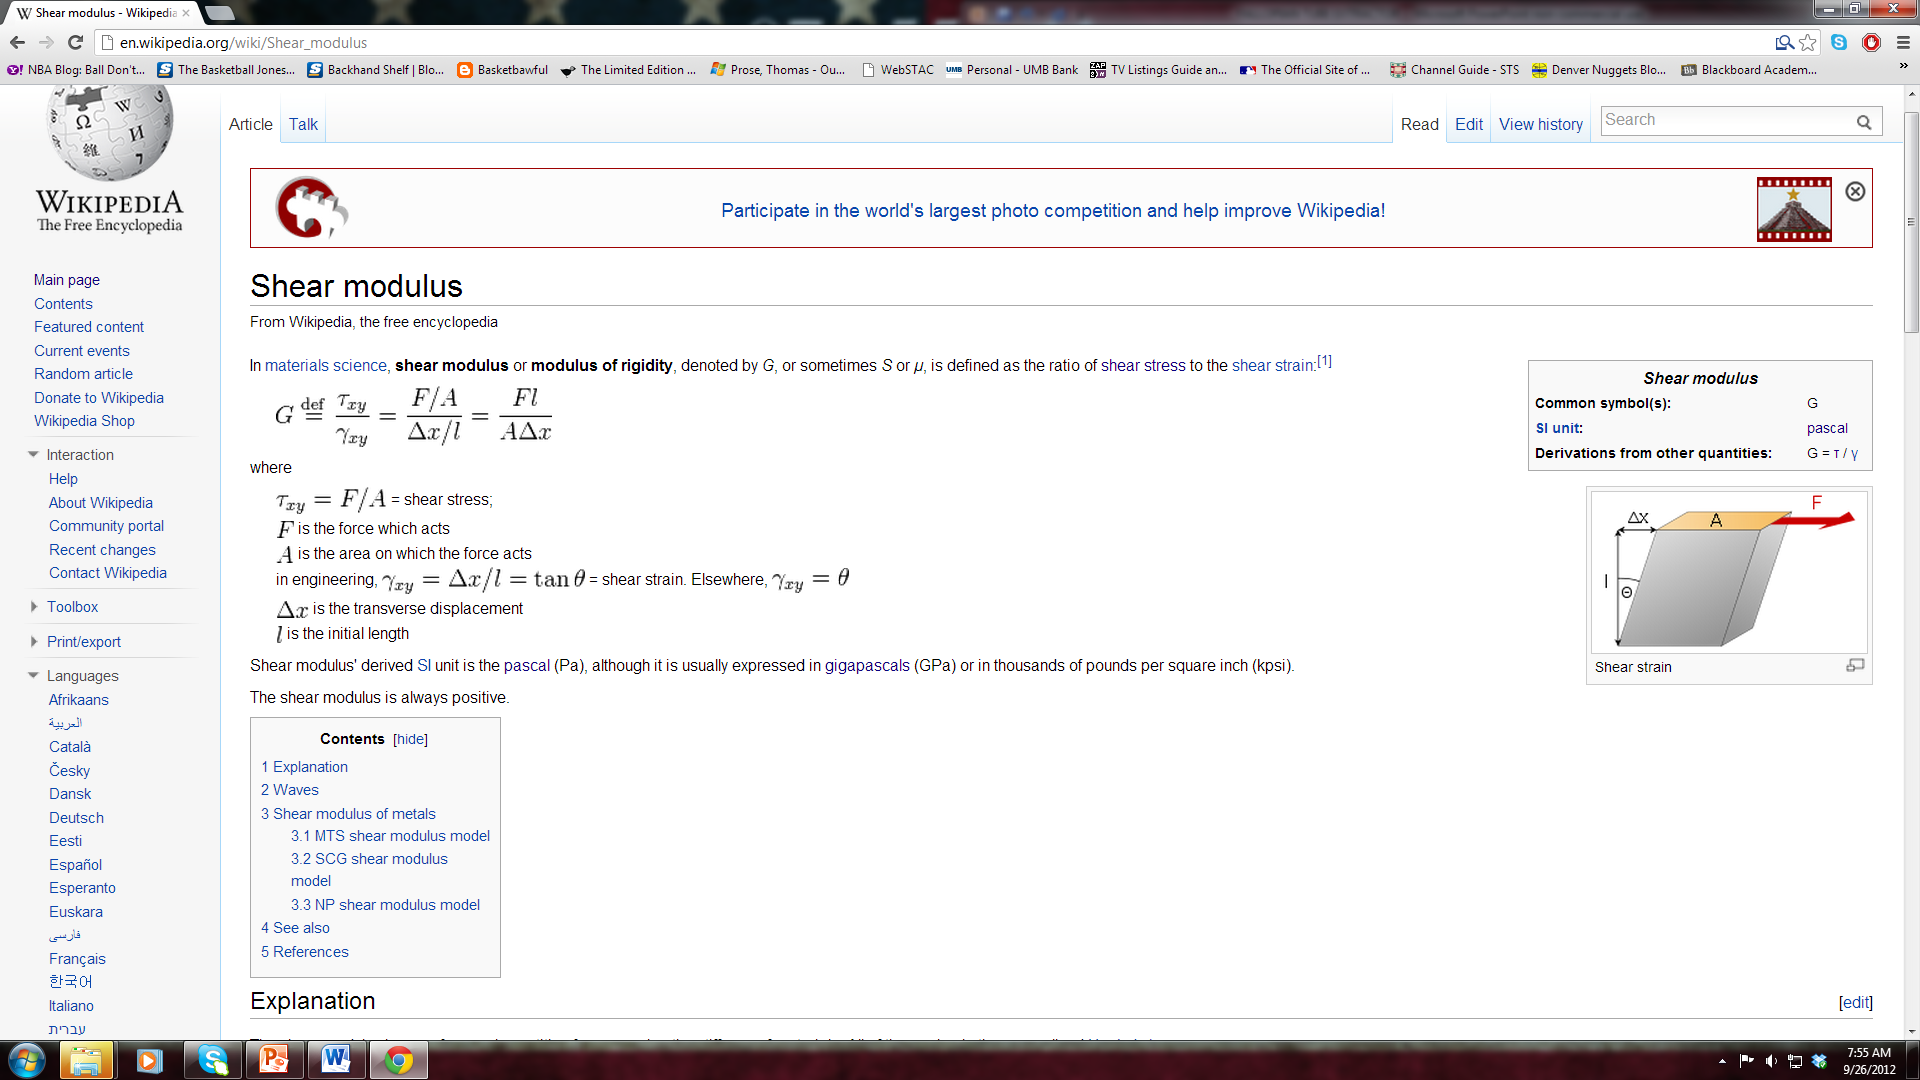 Shear modulus - Wikipedia
en.wikipedia.org/wiki/Shear_modulus
NBA Blog: Ball Don't...
The Basketball Jones...
Backhand Shelf | Blo...
Basketbawful
The Limited Edition ...
Prose, Thomas - Ou...
WebSTAC
UMB Personal - UMB Bank
TV Listings Guide an...
The Official Site of ...
Channel Guide - STS
Denver Nuggets Blo...
Bb Blackboard Academ...
»
WIKIPEDIA
The Free Encyclopedia
Main page
Contents
Featured content
Current events
Random article
Donate to Wikipedia
Wikipedia Shop
Interaction
Help
About Wikipedia
Community portal
Recent changes
Contact Wikipedia
Toolbox
Print/export
Languages
Afrikaans
العربية
Català
Česky
Dansk
Deutsch
Eesti
Español
Esperanto
Euskara
فارسی
Français
한국어
Italiano
עברית
Article Talk
Read Edit View history Search
Participate in the world's largest photo competition and help improve Wikipedia!
Shear modulus
From Wikipedia, the free encyclopedia
In materials science, shear modulus or modulus of rigidity, denoted by G, or sometimes S or μ, is defined as the ratio of shear stress to the shear strain:[1]
G def= τxy/γxy = F/A / Δx/l = Fl / AΔx
where
τxy = F/A = shear stress;
F is the force which acts
A is the area on which the force acts
in engineering, γxy = Δx/l = tan θ = shear strain. Elsewhere, γxy = θ
Δx is the transverse displacement
l is the initial length
Shear modulus' derived SI unit is the pascal (Pa), although it is usually expressed in gigapascals (GPa) or in thousands of pounds per square inch (kpsi).
The shear modulus is always positive.
Shear modulus
Common symbol(s): G
SI unit: pascal
Derivations from other quantities: G = τ / γ
F
Δx
A
l
Θ
Shear strain
Contents [hide]
1 Explanation
2 Waves
3 Shear modulus of metals
3.1 MTS shear modulus model
3.2 SCG shear modulus
model
3.3 NP shear modulus model
4 See also
5 References
Explanation [edit]
7:55 AM
9/26/2012